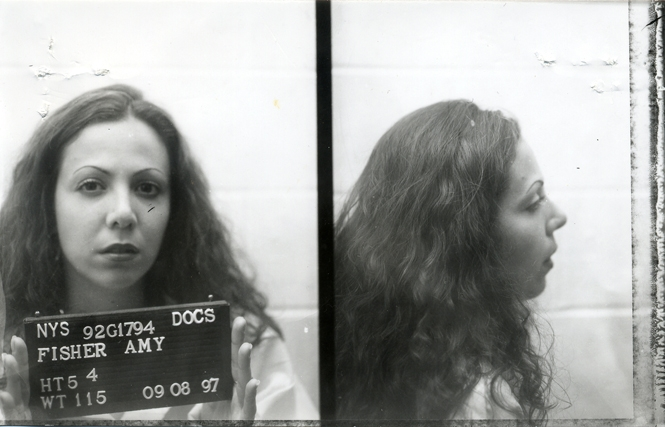 NYS 92G1794 DOCS
FISHER AMY
HT5 4
WT 115 09 08 97